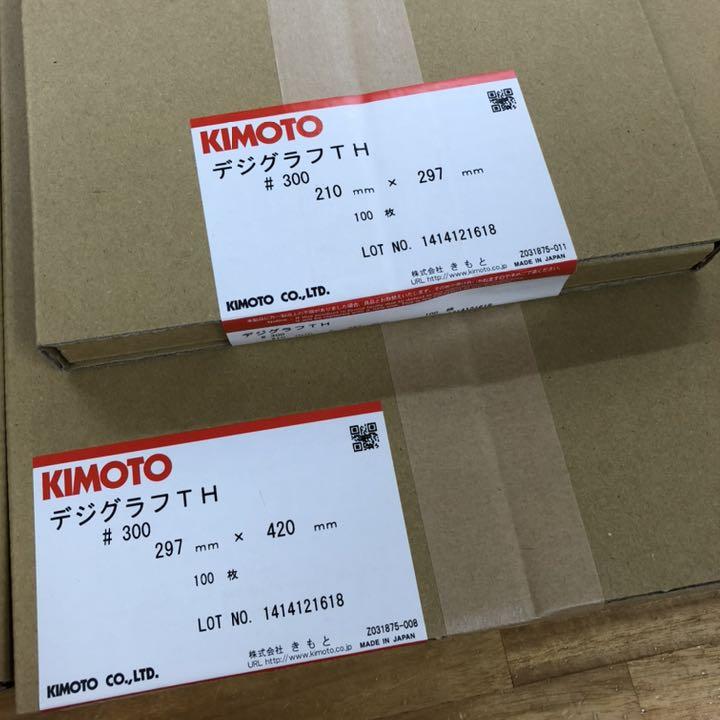 KIMOTO
デジグラフTH
# 300
210 mm × 297 mm
100 枚
LOT NO. 1414121618
Z031875-011
株式会社 きもと
URL http://www.kimoto.co.jp MADE IN JAPAN
KIMOTO CO.,LTD.
デジグラフTH
KIMOTO
デジグラフTH
# 300
297 mm × 420 mm
100 枚
LOT NO. 1414121618
Z031875-008
株式会社 きもと
URL http://www.kimoto.co.jp MADE IN JAPAN
KIMOTO CO.,LTD.